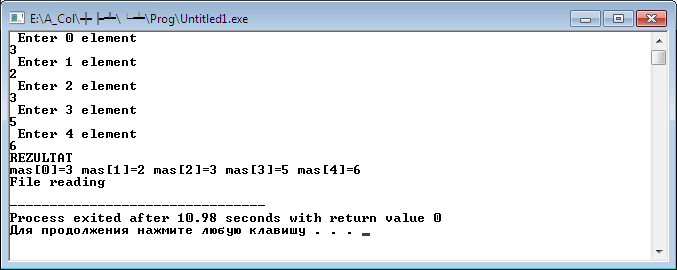 E:\A_Col\ \Prog\Untitled1.exe
Enter 0 element
3
Enter 1 element
2
Enter 2 element
3
Enter 3 element
5
Enter 4 element
6
REZULTAT
mas[0]=3 mas[1]=2 mas[2]=3 mas[3]=5 mas[4]=6
File reading
--------------------------------
Process exited after 10.98 seconds with return value 0
Для продолжения нажмите любую клавишу . . . _